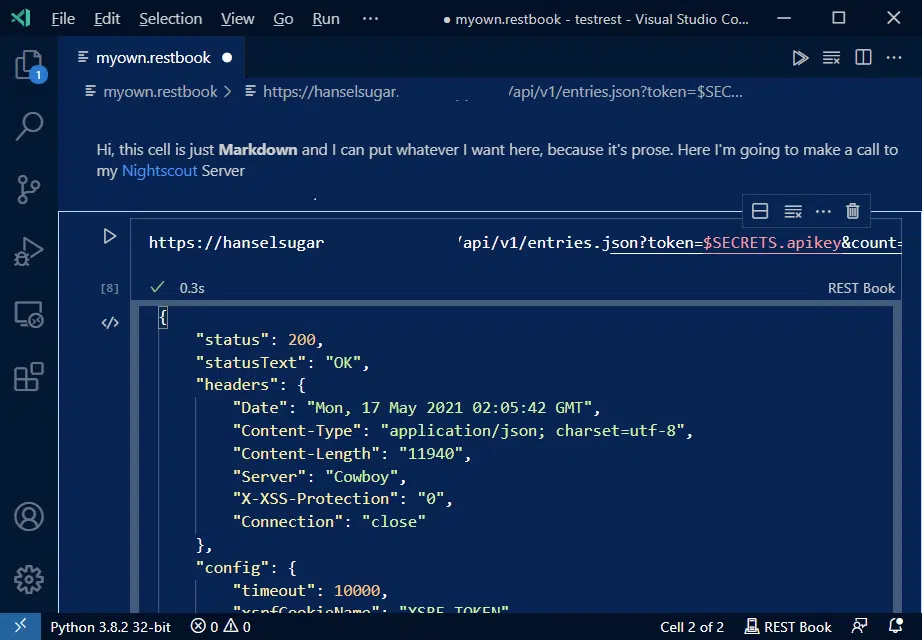 File Edit Selection View Go Run ··· ● myown.restbook - testrest - Visual Studio Co...
1
myown.restbook ●
myown.restbook > https://hanselsugar. /api/v1/entries.json?token=$SEC...
Hi, this cell is just Markdown and I can put whatever I want here, because it's prose. Here I'm going to make a call to
my Nightscout Server
https://hanselsugar /api/v1/entries.json?token=$SECRETS.apikey&count=
[8] 0.3s REST Book
{
"status": 200,
"statusText": "OK",
"headers": {
"Date": "Mon, 17 May 2021 02:05:42 GMT",
"Content-Type": "application/json; charset=utf-8",
"Content-Length": "11940",
"Server": "Cowboy",
"X-XSS-Protection": "0",
"Connection": "close"
},
"config": {
"timeout": 10000,
"xsrfCookieName": "XSRF-TOKEN"
Python 3.8.2 32-bit 0 0 Cell 2 of 2 REST Book